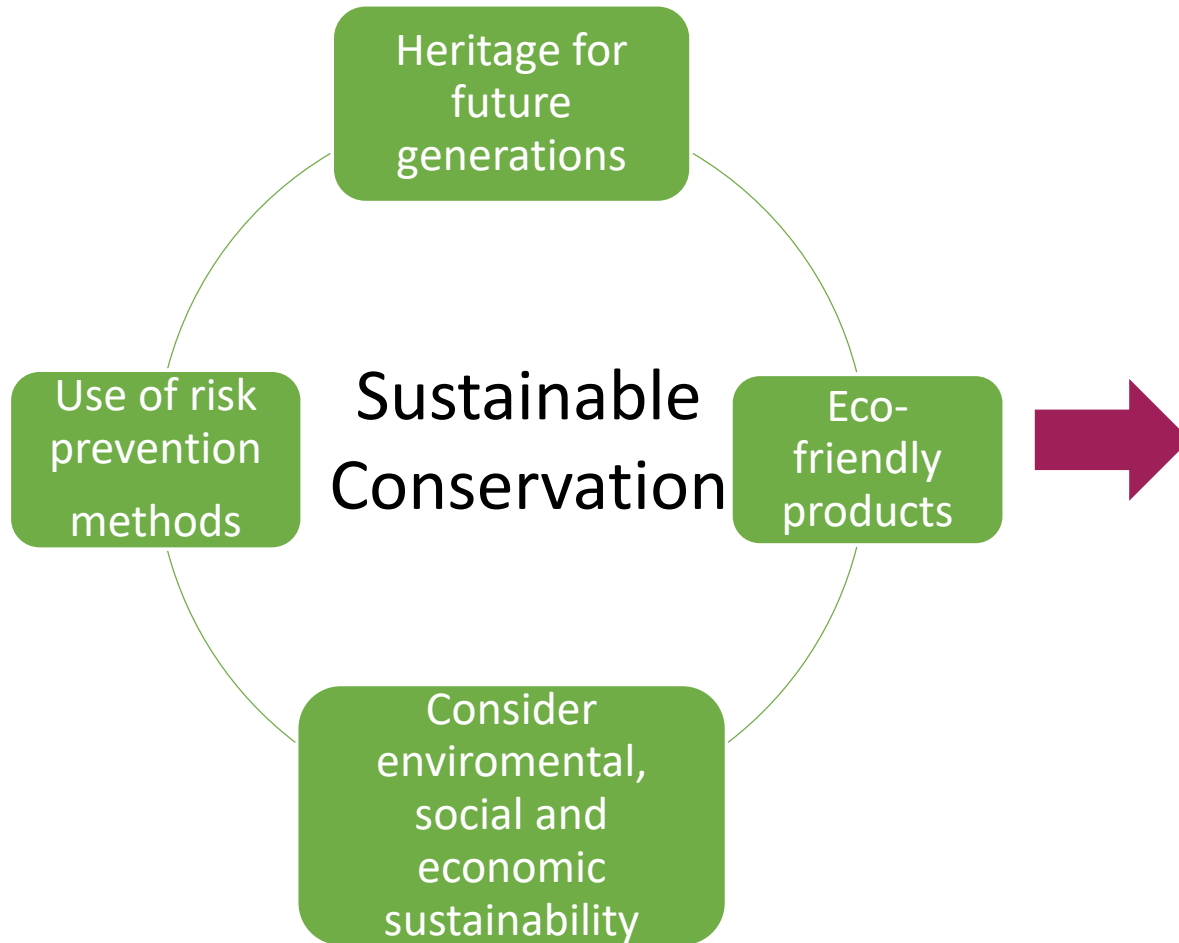 Heritage for
future
generations
Use of risk
prevention
methods
Sustainable
Conservation
Eco-
friendly
products
Consider
enviromental,
social and
economic
sustainability